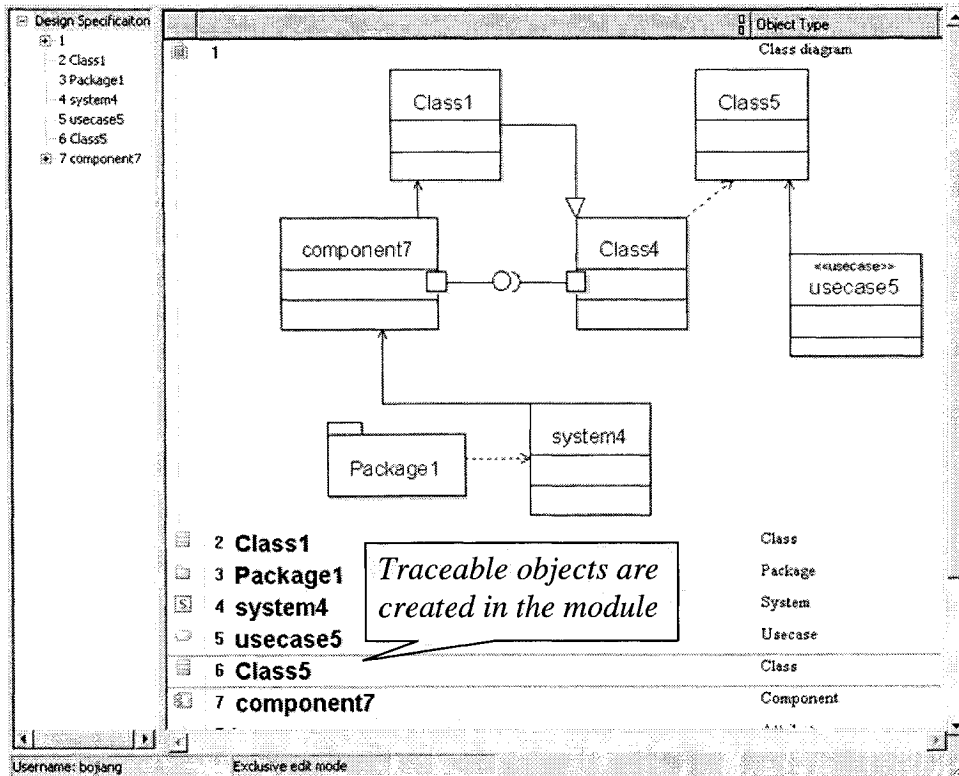 Design Specificaiton
1
2 Class1
3 Package1
4 system4
5 usecase5
6 Class5
7 component7
Object Type
1
Class diagram
Class1
Class5
component7
Class4
«usecase»
usecase5
system4
Package1
2 Class1 Class
3 Package1 Package
S 4 system4 System
5 usecase5 Usecase
6 Class5 Class
7 component7 Component
Traceable objects are
created in the module
Username: bojiang
Exclusive edit mode